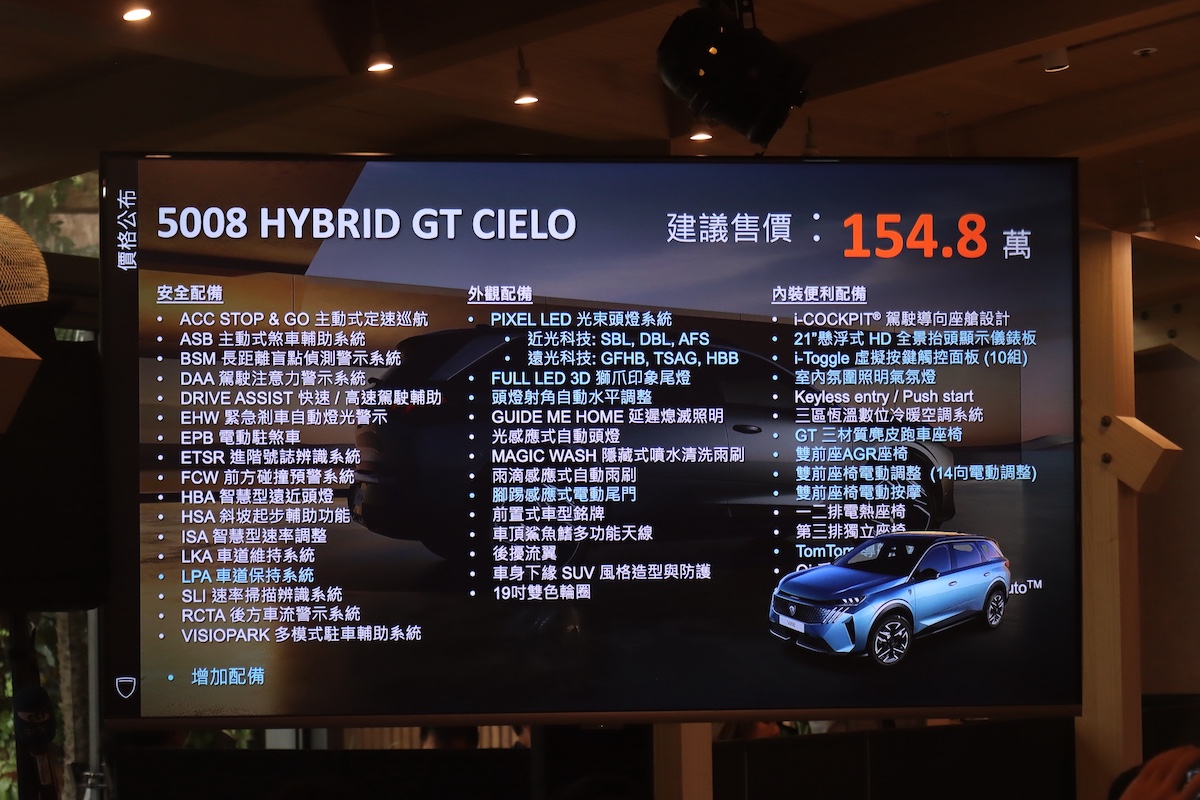 價格公布
5008 HYBRID GT CIELO
建議售價：154.8 萬
安全配備
• ACC STOP & GO 主動式定速巡航
• ASB 主動式煞車輔助系統
• BSM 長距離盲點偵測警示系統
• DAA 駕駛注意力警示系統
• DRIVE ASSIST 快速 / 高速駕駛輔助
• EHW 緊急剎車自動燈光警示
• EPB 電動駐煞車
• ETSR 進階號誌辨識系統
• FCW 前方碰撞預警系統
• HBA 智慧型遠近頭燈
• HSA 斜坡起步輔助功能
• ISA 智慧型速率調整
• LKA 車道維持系統
• LPA 車道保持系統
• SLI 速率掃描辨識系統
• RCTA 後方車流警示系統
• VISIOPARK 多模式駐車輔助系統
• 增加配備
外觀配備
• PIXEL LED 光束頭燈系統
• 近光科技: SBL, DBL, AFS
• 遠光科技: GFHB, TSAG, HBB
• FULL LED 3D 獅爪印象尾燈
• 頭燈射角自動水平調整
• GUIDE ME HOME 延遲熄滅照明
• 光感應式自動頭燈
• MAGIC WASH 隱藏式噴水清洗雨刷
• 雨滴感應式自動雨刷
• 腳踢感應式電動尾門
• 前置式車型銘牌
• 車頂鯊魚鰭多功能天線
• 後擾流翼
• 車身下緣 SUV 風格造型與防護
• 19吋雙色輪圈
內裝便利配備
• i-COCKPIT® 駕駛導向座艙設計
• 21"懸浮式 HD 全景抬頭顯示儀錶板
• i-Toggle 虛擬按鍵觸控面板 (10組)
• 室內氛圍照明氣氛燈
• Keyless entry / Push start
• 三區恆溫數位冷暖空調系統
• GT 三材質麂皮跑車座椅
• 雙前座AGR座椅
• 雙前座椅電動調整 (14向電動調整)
• 雙前座椅電動按摩
• 一二排電熱座椅
• 第三排獨立座椅
• TomTom
uto™